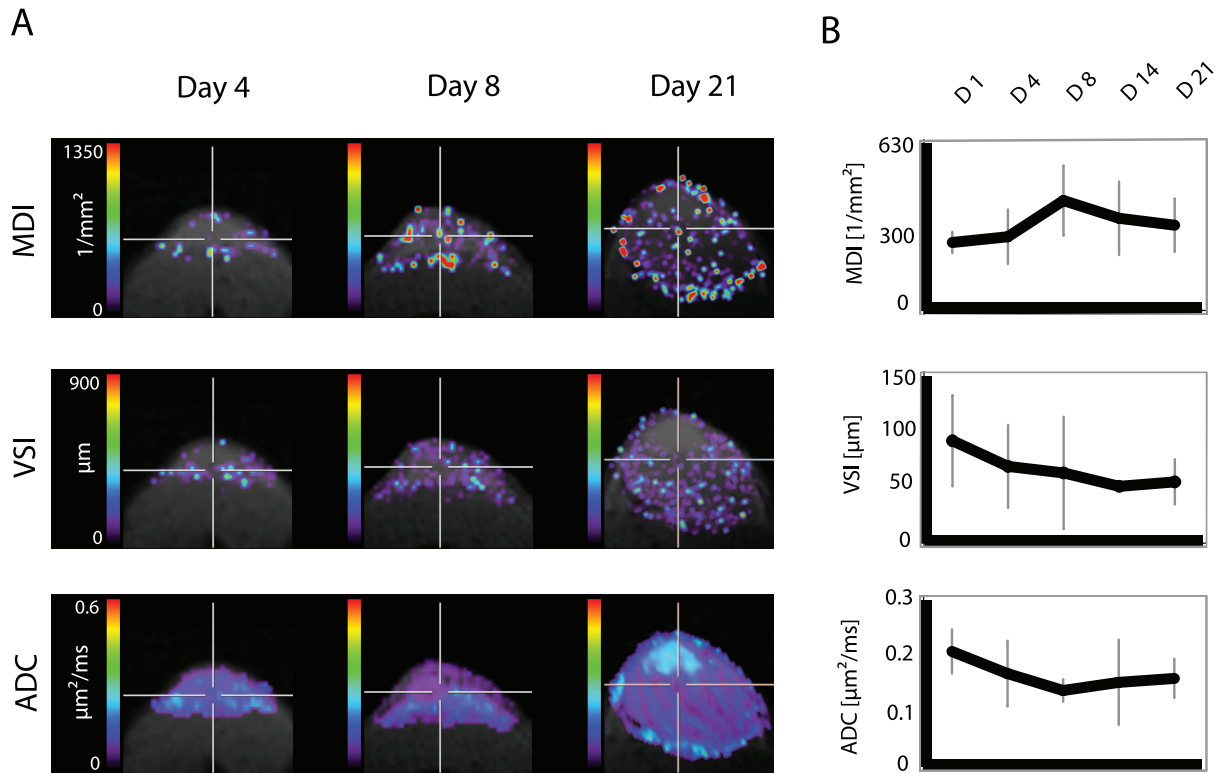 A
B
Day 4
Day 8
Day 21
D 1
D 4
D 8
D 14
D 21
MDI
1350
1/mm²
0
MDI [1/mm²]
630
300
0
VSI
900
µm
0
VSI [µm]
150
100
50
0
ADC
0.6
µm²/ms
0
ADC [µm²/ms]
0.3
0.2
0.1
0